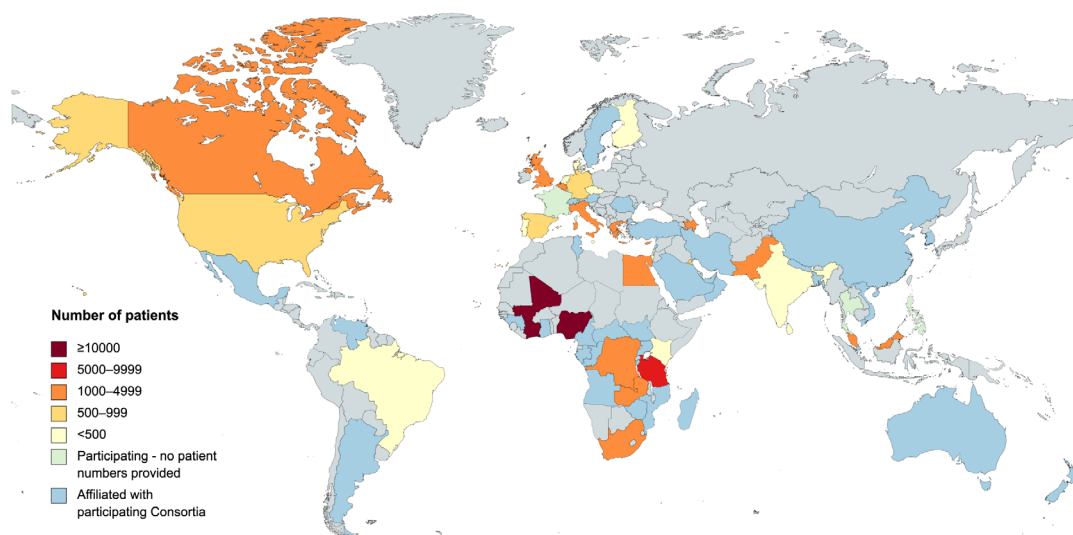 Number of patients
≥10000
5000–9999
1000–4999
500–999
<500
Participating - no patient
numbers provided
Affiliated with
participating Consortia